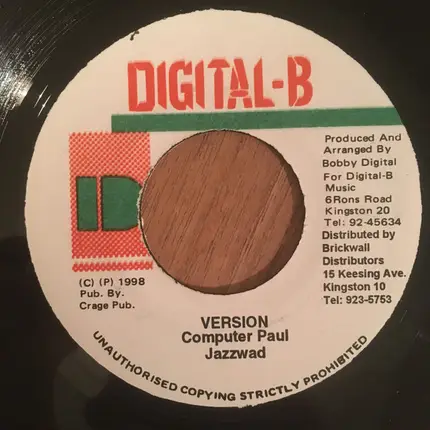 DIGITAL-B
Produced And
Arranged By
Bobby Digital
For Digital-B
Music
6Rons Road
Kingston 20
Tel: 92-45634
Distributed by
Brickwall
Distributors
15 Keesing Ave.
Kingston 10
Tel: 923-5753
D
(C) (P) 1998
Pub. By.
Crage Pub.
VERSION
Computer Paul
Jazzwad
UNAUTHORISED COPYING STRICTLY PROHIBITED